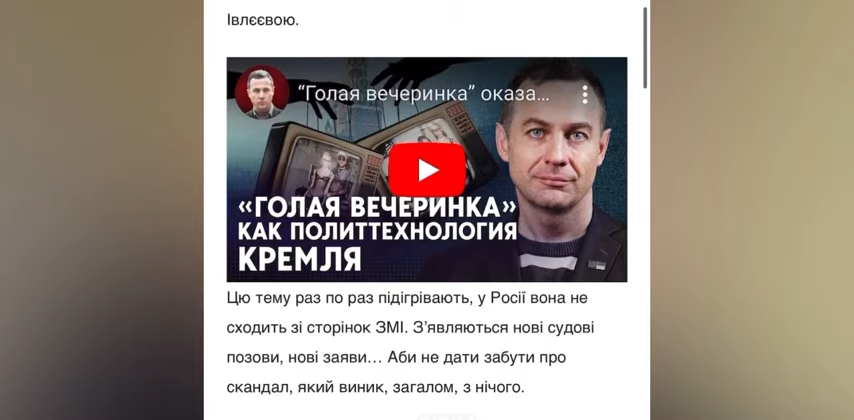 Івлєєвою.
“Голая вечеринка” оказа...
«ГОЛАЯ ВЕЧЕРИНКА»
КАК ПОЛИТТЕХНОЛОГИЯ
КРЕМЛЯ
Цю тему раз по раз підігрівають, у Росії вона не
сходить зі сторінок ЗМІ. З’являються нові судові
позови, нові заяви… Аби не дати забути про
скандал, який виник, загалом, з нічого.